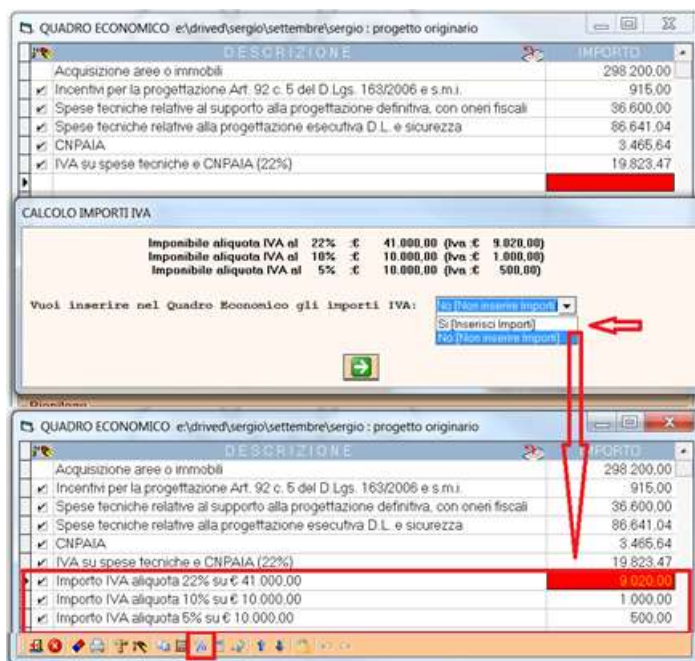 QUADRO ECONOMICO e:\drived\sergio\settembre\sergio : progetto originario
DESCRIZIONE IMPORTO
Acquisizione aree o immobili 298.200,00
Incentivi per la progettazione Art. 92 c. 5 del D.Lgs. 163/2006 e s.m.i. 915,00
Spese tecniche relative al supporto alla progettazione definitiva, con oneri fiscali 36.600,00
Spese tecniche relative alla progettazione esecutiva D.L. e sicurezza 86.641,04
CNPAIA 3.465,64
IVA su spese tecniche e CNPAIA (22%) 19.823,47
CALCOLO IMPORTI IVA
Imponibile aliquota IVA al 22% :€ 41.000,00 (Iva :€ 9.020,00)
Imponibile aliquota IVA al 10% :€ 10.000,00 (Iva :€ 1.000,00)
Imponibile aliquota IVA al 5% :€ 10.000,00 (Iva :€ 500,00)
Vuoi inserire nel Quadro Economico gli importi IVA: No [Non inserire Importi]
Si [Inserisci Importi]
No [Non inserire Importi]
Riepilogo
QUADRO ECONOMICO e:\drived\sergio\settembre\sergio : progetto originario
DESCRIZIONE IMPORTO
Acquisizione aree o immobili 298.200,00
Incentivi per la progettazione Art. 92 c. 5 del D.Lgs. 163/2006 e s.m.i. 915,00
Spese tecniche relative al supporto alla progettazione definitiva, con oneri fiscali 36.600,00
Spese tecniche relative alla progettazione esecutiva D.L. e sicurezza 86.641,04
CNPAIA 3.465,64
IVA su spese tecniche e CNPAIA (22%) 19.823,47
Importo IVA aliquota 22% su € 41.000,00 9.020,00
Importo IVA aliquota 10% su € 10.000,00 1.000,00
Importo IVA aliquota 5% su € 10.000,00 500,00